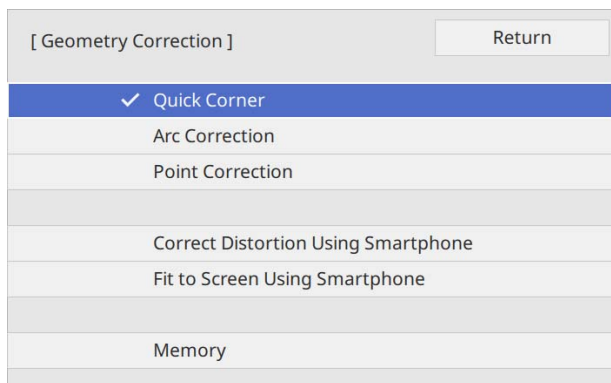 [ Geometry Correction ]
Return
Quick Corner
Arc Correction
Point Correction
Correct Distortion Using Smartphone
Fit to Screen Using Smartphone
Memory